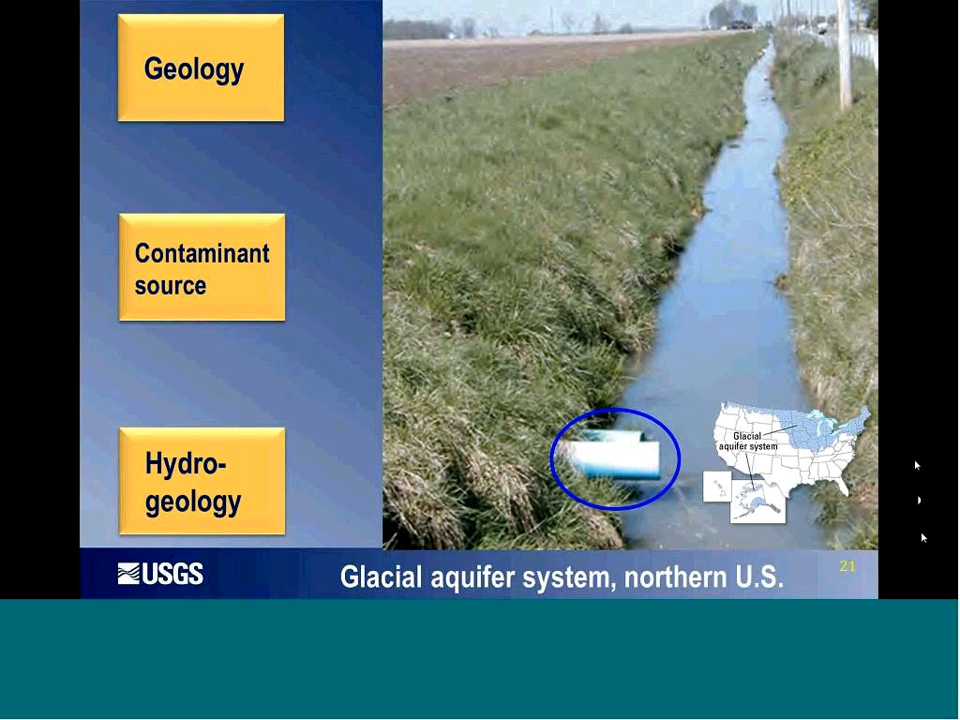 Geology
Contaminant
source
Hydro-
geology
Glacial
aquifer system
USGS
Glacial aquifer system, northern U.S.
21